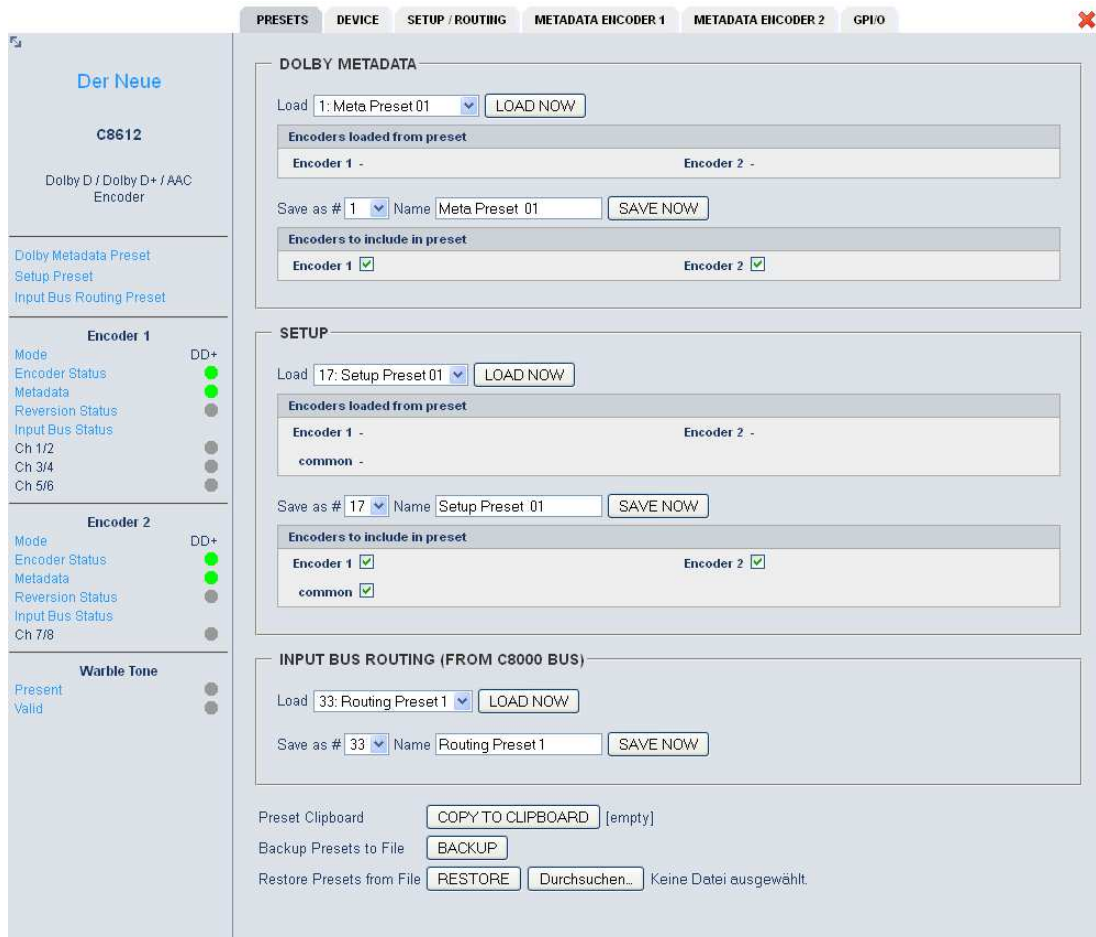 PRESETS DEVICE SETUP / ROUTING METADATA ENCODER 1 METADATA ENCODER 2 GPI/O
Der Neue
C8612
Dolby D / Dolby D+ / AAC
Encoder
Dolby Metadata Preset
Setup Preset
Input Bus Routing Preset
Encoder 1
Mode DD+
Encoder Status
Metadata
Reversion Status
Input Bus Status
Ch 1/2
Ch 3/4
Ch 5/6
Encoder 2
Mode DD+
Encoder Status
Metadata
Reversion Status
Input Bus Status
Ch 7/8
Warble Tone
Present
Valid
DOLBY METADATA
Load 1: Meta Preset 01 LOAD NOW
Encoders loaded from preset
Encoder 1 - Encoder 2 -
Save as # 1 Name Meta Preset 01 SAVE NOW
Encoders to include in preset
Encoder 1 Encoder 2
SETUP
Load 17: Setup Preset 01 LOAD NOW
Encoders loaded from preset
Encoder 1 - Encoder 2 -
common -
Save as # 17 Name Setup Preset 01 SAVE NOW
Encoders to include in preset
Encoder 1 Encoder 2
common
INPUT BUS ROUTING (FROM C8000 BUS)
Load 33: Routing Preset 1 LOAD NOW
Save as # 33 Name Routing Preset 1 SAVE NOW
Preset Clipboard COPY TO CLIPBOARD [empty]
Backup Presets to File BACKUP
Restore Presets from File RESTORE Durchsuchen... Keine Datei ausgewählt.